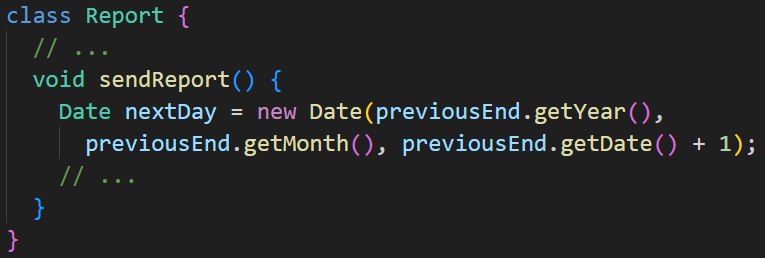 class Report {
  // ...
  void sendReport() {
    Date nextDay = new Date(previousEnd.getYear(),
      previousEnd.getMonth(), previousEnd.getDate() + 1);
    // ...
  }
}